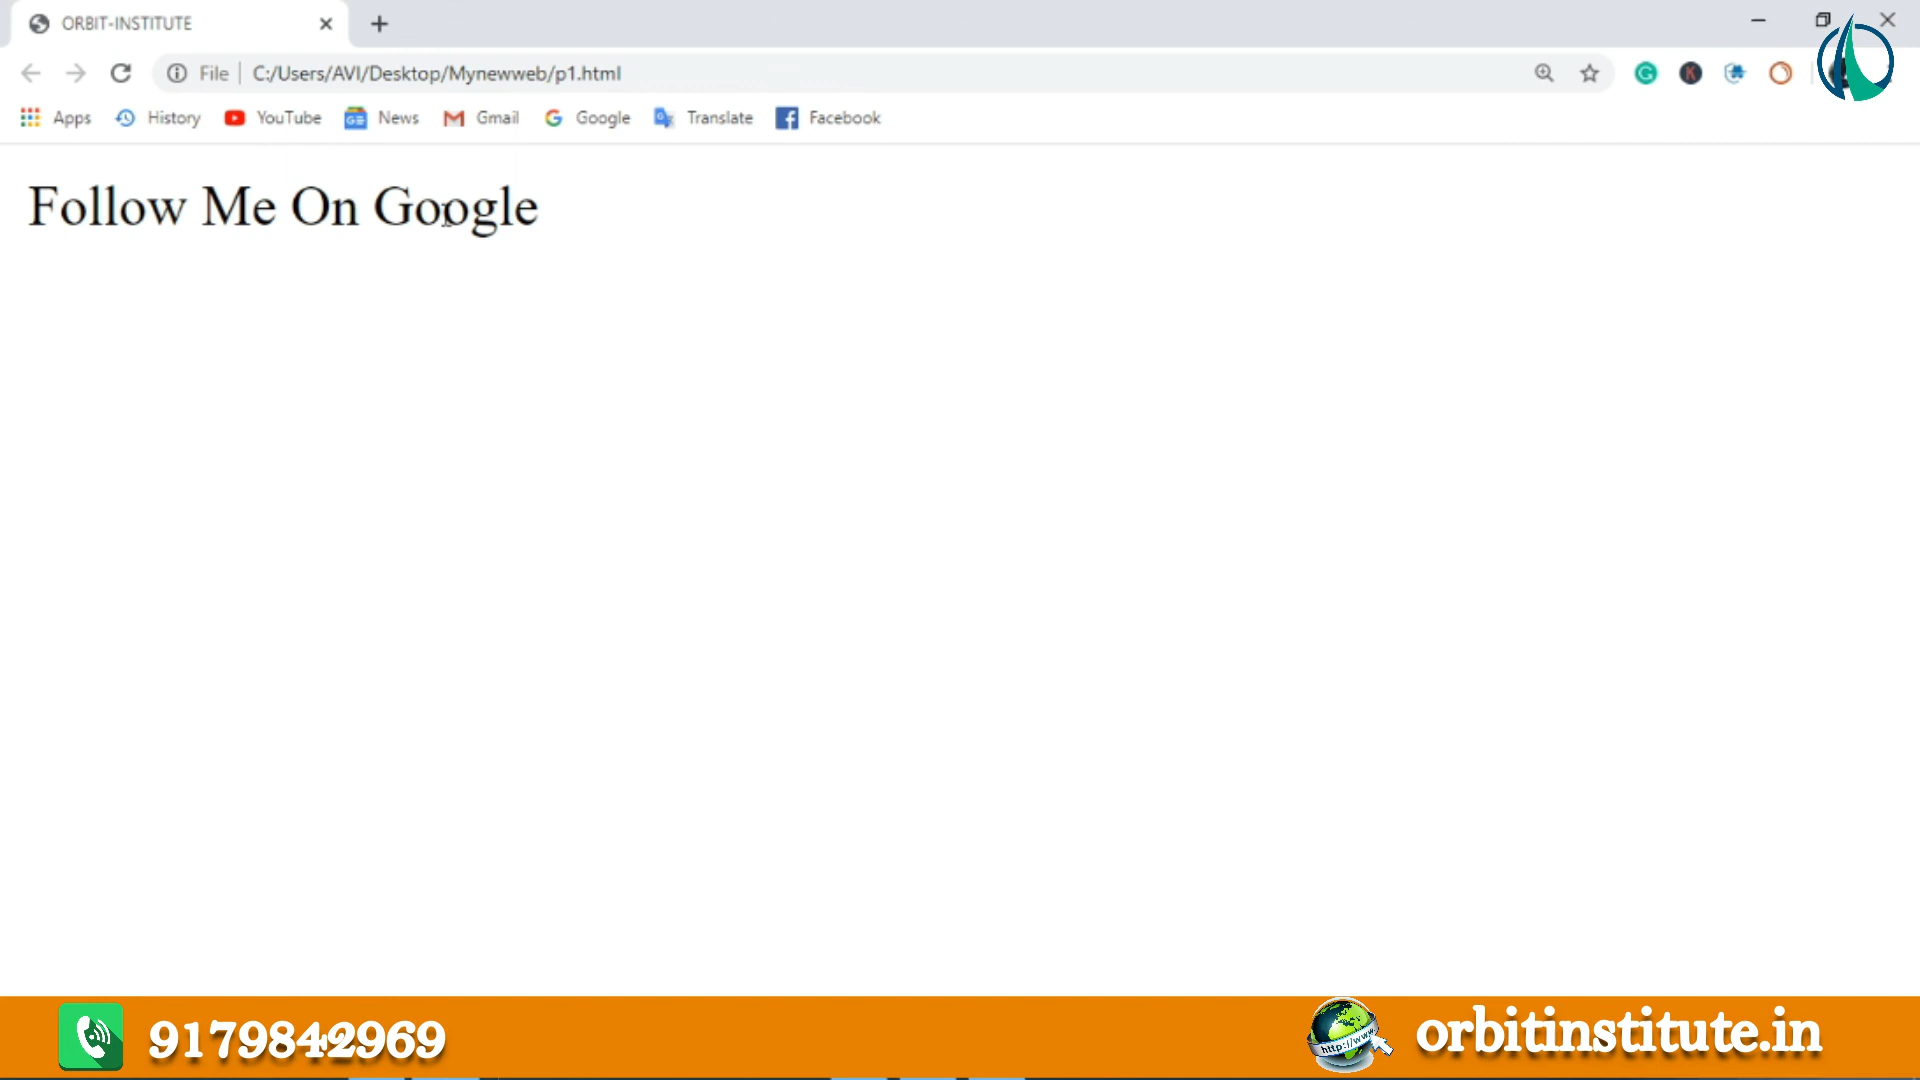 ORBIT-INSTITUTE
File C:/Users/AVI/Desktop/Mynewweb/p1.html
Apps History YouTube News Gmail Google Translate Facebook
Follow Me On Google
9179842969
http://www.
orbitinstitute.in